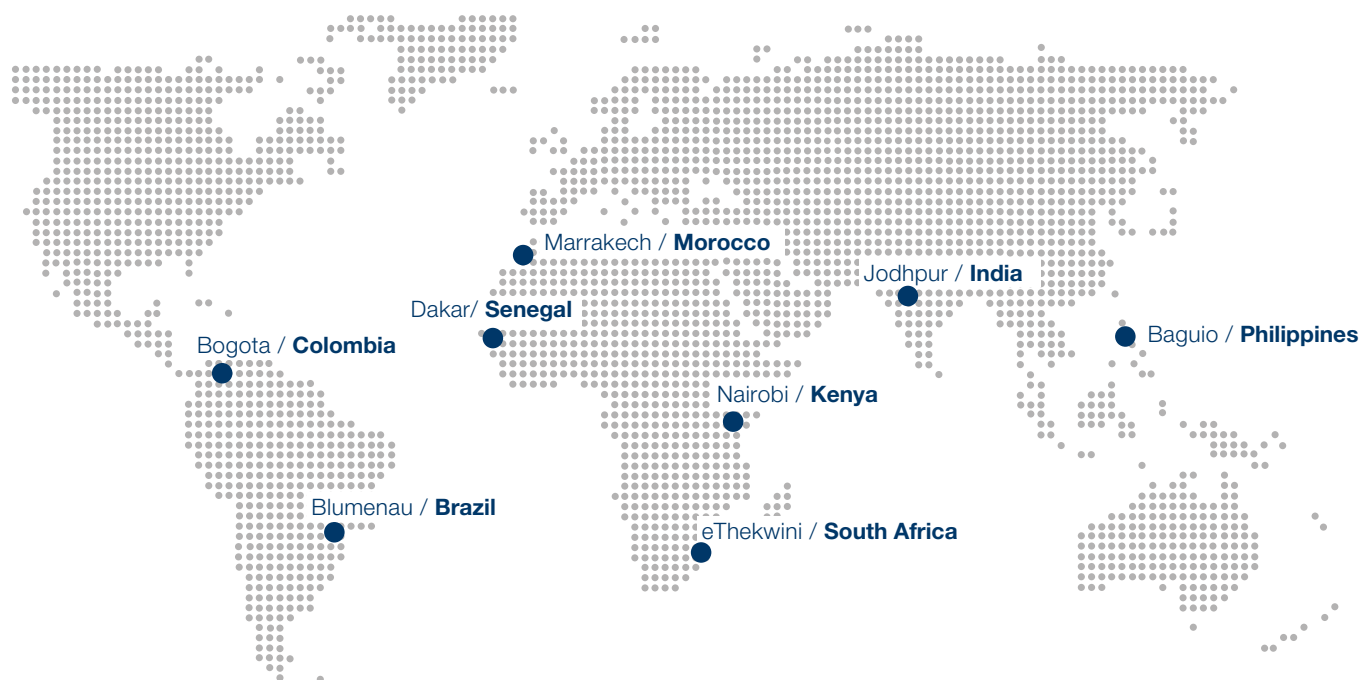 Marrakech / Morocco
Jodhpur / India
Dakar/ Senegal
Baguio / Philippines
Bogota / Colombia
Nairobi / Kenya
Blumenau / Brazil
eThekwini / South Africa